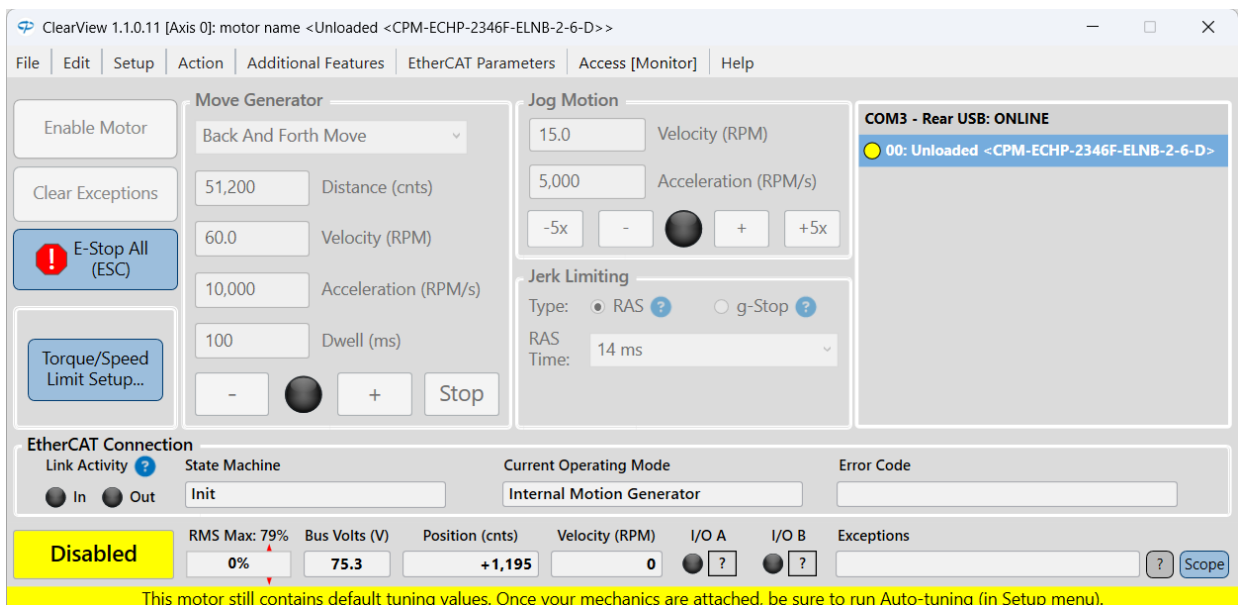 ClearView 1.1.0.11 [Axis 0]: motor name <Unloaded <CPM-ECHP-2346F-ELNB-2-6-D>>
File Edit Setup Action Additional Features EtherCAT Parameters Access [Monitor] Help
Enable Motor
Clear Exceptions
E-Stop All
(ESC)
Torque/Speed
Limit Setup...
Move Generator
Back And Forth Move
51,200 Distance (cnts)
60.0 Velocity (RPM)
10,000 Acceleration (RPM/s)
100 Dwell (ms)
- + Stop
Jog Motion
15.0 Velocity (RPM)
5,000 Acceleration (RPM/s)
-5x - + +5x
Jerk Limiting
Type: RAS ? g-Stop ?
RAS
Time: 14 ms
COM3 - Rear USB: ONLINE
00: Unloaded <CPM-ECHP-2346F-ELNB-2-6-D>
EtherCAT Connection
Link Activity ? State Machine Current Operating Mode Error Code
In Out Init Internal Motion Generator
Disabled
RMS Max: 79% Bus Volts (V) Position (cnts) Velocity (RPM) I/O A I/O B Exceptions
0% 75.3 +1,195 0 ? ? ? Scope
This motor still contains default tuning values. Once your mechanics are attached, be sure to run Auto-tuning (in Setup menu).